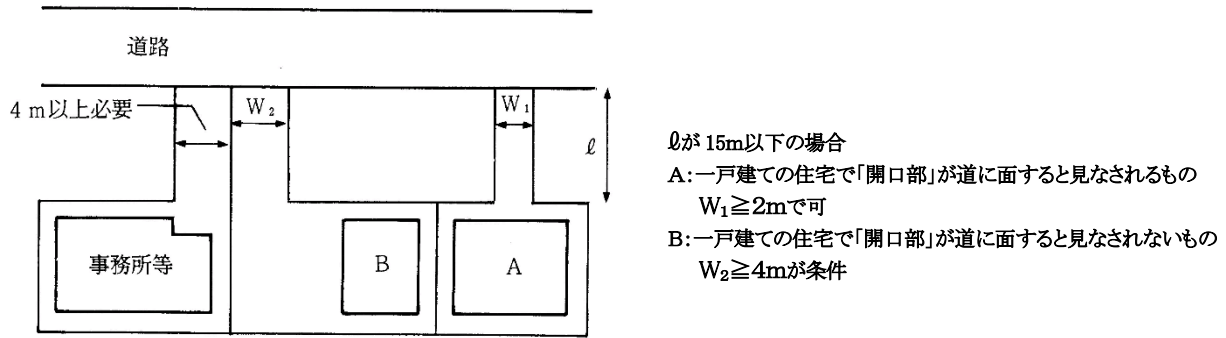 道路
4 m以上必要
W₂
W₁
ℓ
事務所等
B
A
ℓが 15m以下の場合
A:一戸建ての住宅で「開口部」が道に面すると見なされるもの
W₁≧2mで可
B:一戸建ての住宅で「開口部」が道に面すると見なされないもの
W₂≧4mが条件